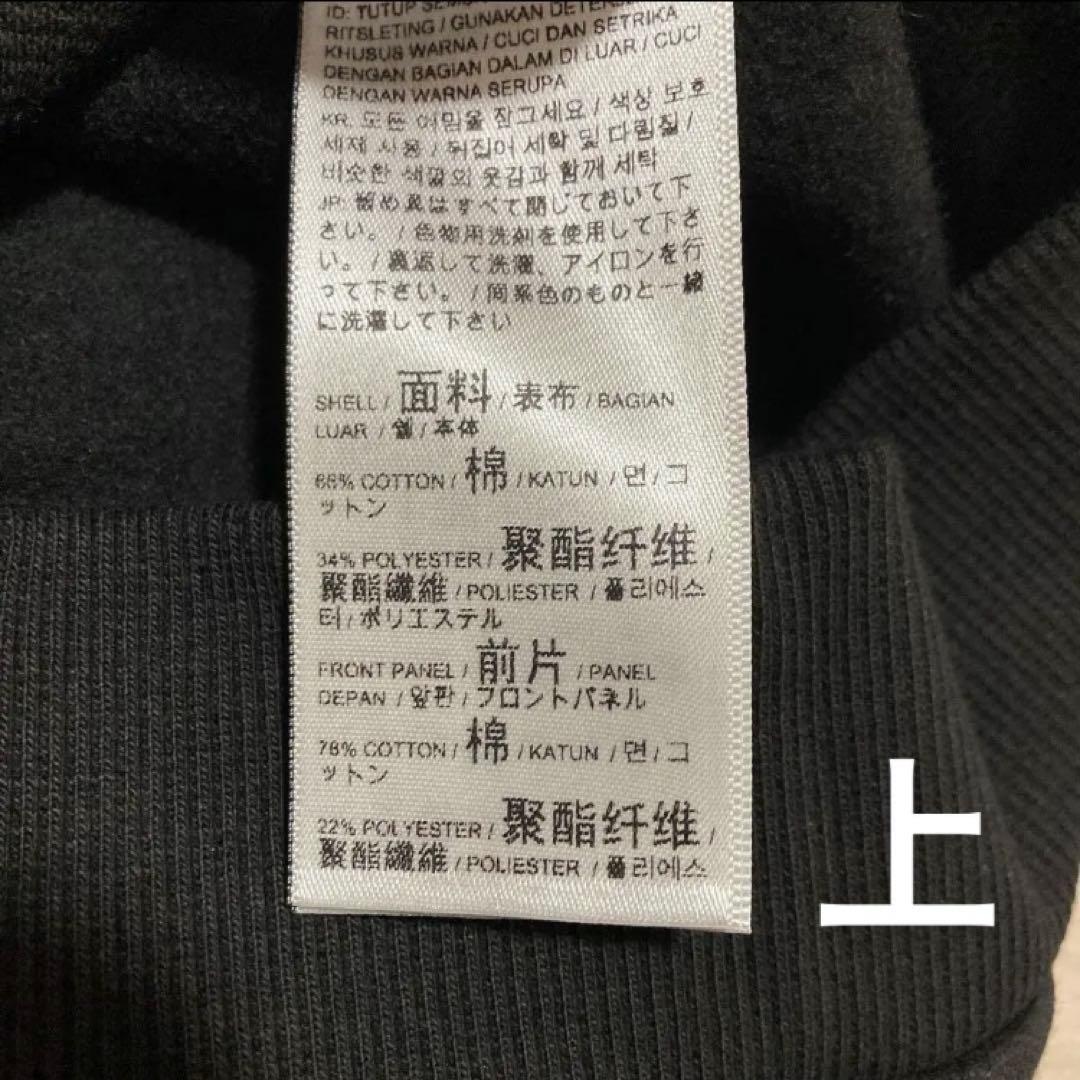 ID: TUTUP
RITSLETING / GUNAKAN
KHUSUS WARNA / CUCI DAN SETRIKA
DENGAN BAGIAN DALAM DI LUAR / CUCI
DENGAN WARNA SERUPA
KR: 모든 여밈을 잠그세요 / 색상 보호
세제 사용 / 뒤집어 세탁 및 다림질 /
비슷한 색깔의 옷감과 함께 세탁
JP: 留め具はすべて閉じておいて下
さい。/ 色物用洗剤を使用して下さ
い。/ 裏返して洗濯、アイロンを行
って下さい。/ 同系色のものと一緒
に洗濯して下さい
SHELL / 面料 / 表布 / BAGIAN
LUAR / 겉 / 本体
66% COTTON / 棉 / KATUN / 면 / コ
ットン
34% POLYESTER / 聚酯纤维 /
聚酯纖維 / POLIESTER / 폴리에스
터 / ポリエステル
FRONT PANEL / 前片 / PANEL
DEPAN / 앞판 / フロントパネル
78% COTTON / 棉 / KATUN / 면 / コ
ットン
22% POLYESTER / 聚酯纤维 /
聚酯纖維 / POLIESTER / 폴리에스
上